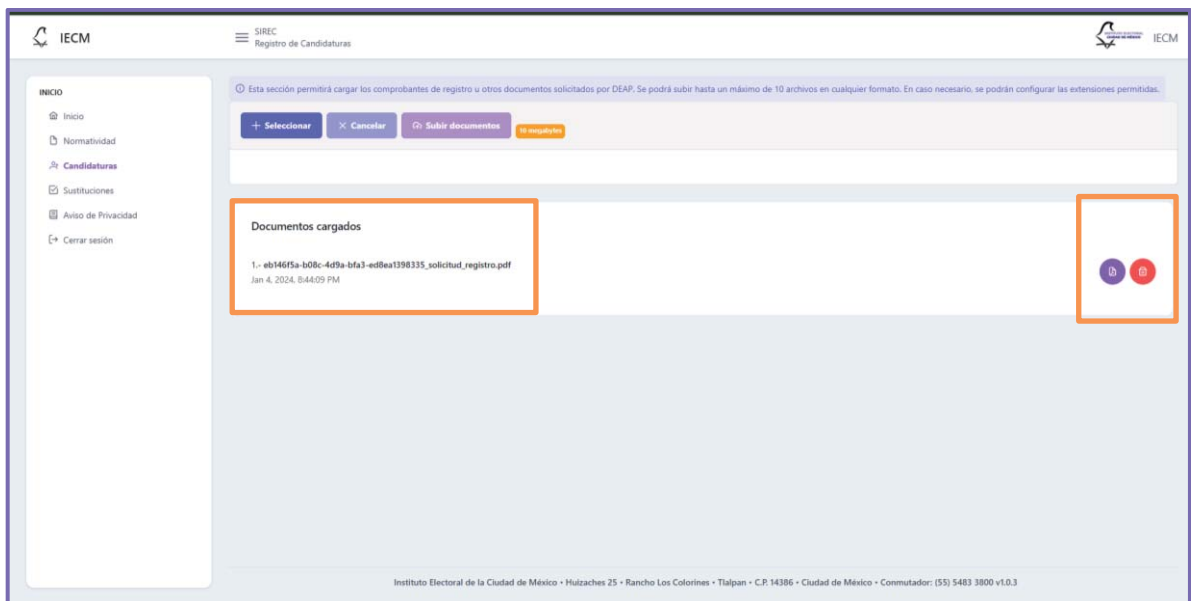 IECM
SIREC
Registro de Candidaturas
INSTITUTO ELECTORAL
CIUDAD DE MÉXICO
IECM
INICIO
Inicio
Normatividad
Candidaturas
Sustituciones
Aviso de Privacidad
Cerrar sesión
Esta sección permitirá cargar los comprobantes de registro u otros documentos solicitados por DEAP. Se podrá subir hasta un máximo de 10 archivos en cualquier formato. En caso necesario, se podrán configurar las extensiones permitidas.
+ Seleccionar
× Cancelar
Subir documentos
10 megabytes
Documentos cargados
1.- eb146f5a-b08c-4d9a-bfa3-ed8ea1398335_solicitud_registro.pdf
Jan 4, 2024, 8:44:09 PM
Instituto Electoral de la Ciudad de México • Huizaches 25 • Rancho Los Colorines • Tlalpan • C.P. 14386 • Ciudad de México • Conmutador: (55) 5483 3800 v1.0.3